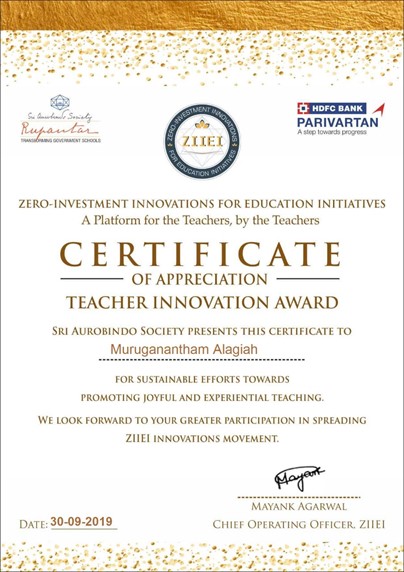 Sri Aurobindo Society
Rupantar
TRANSFORMING GOVERNMENT SCHOOLS
ZERO-INVESTMENT INNOVATIONS
ZIIEI
FOR EDUCATION INITIATIVES
HDFC BANK
PARIVARTAN
A step towards progress
ZERO-INVESTMENT INNOVATIONS FOR EDUCATION INITIATIVES
A Platform for the Teachers, by the Teachers
CERTIFICATE
OF APPRECIATION
TEACHER INNOVATION AWARD
SRI AUROBINDO SOCIETY PRESENTS THIS CERTIFICATE TO
Muruganantham Alagiah
FOR SUSTAINABLE EFFORTS TOWARDS
PROMOTING JOYFUL AND EXPERIENTIAL TEACHING.
WE LOOK FORWARD TO YOUR GREATER PARTICIPATION IN SPREADING
ZIIEI INNOVATIONS MOVEMENT.
Mayank
MAYANK AGARWAL
DATE: 30-09-2019
CHIEF OPERATING OFFICER, ZIIEI